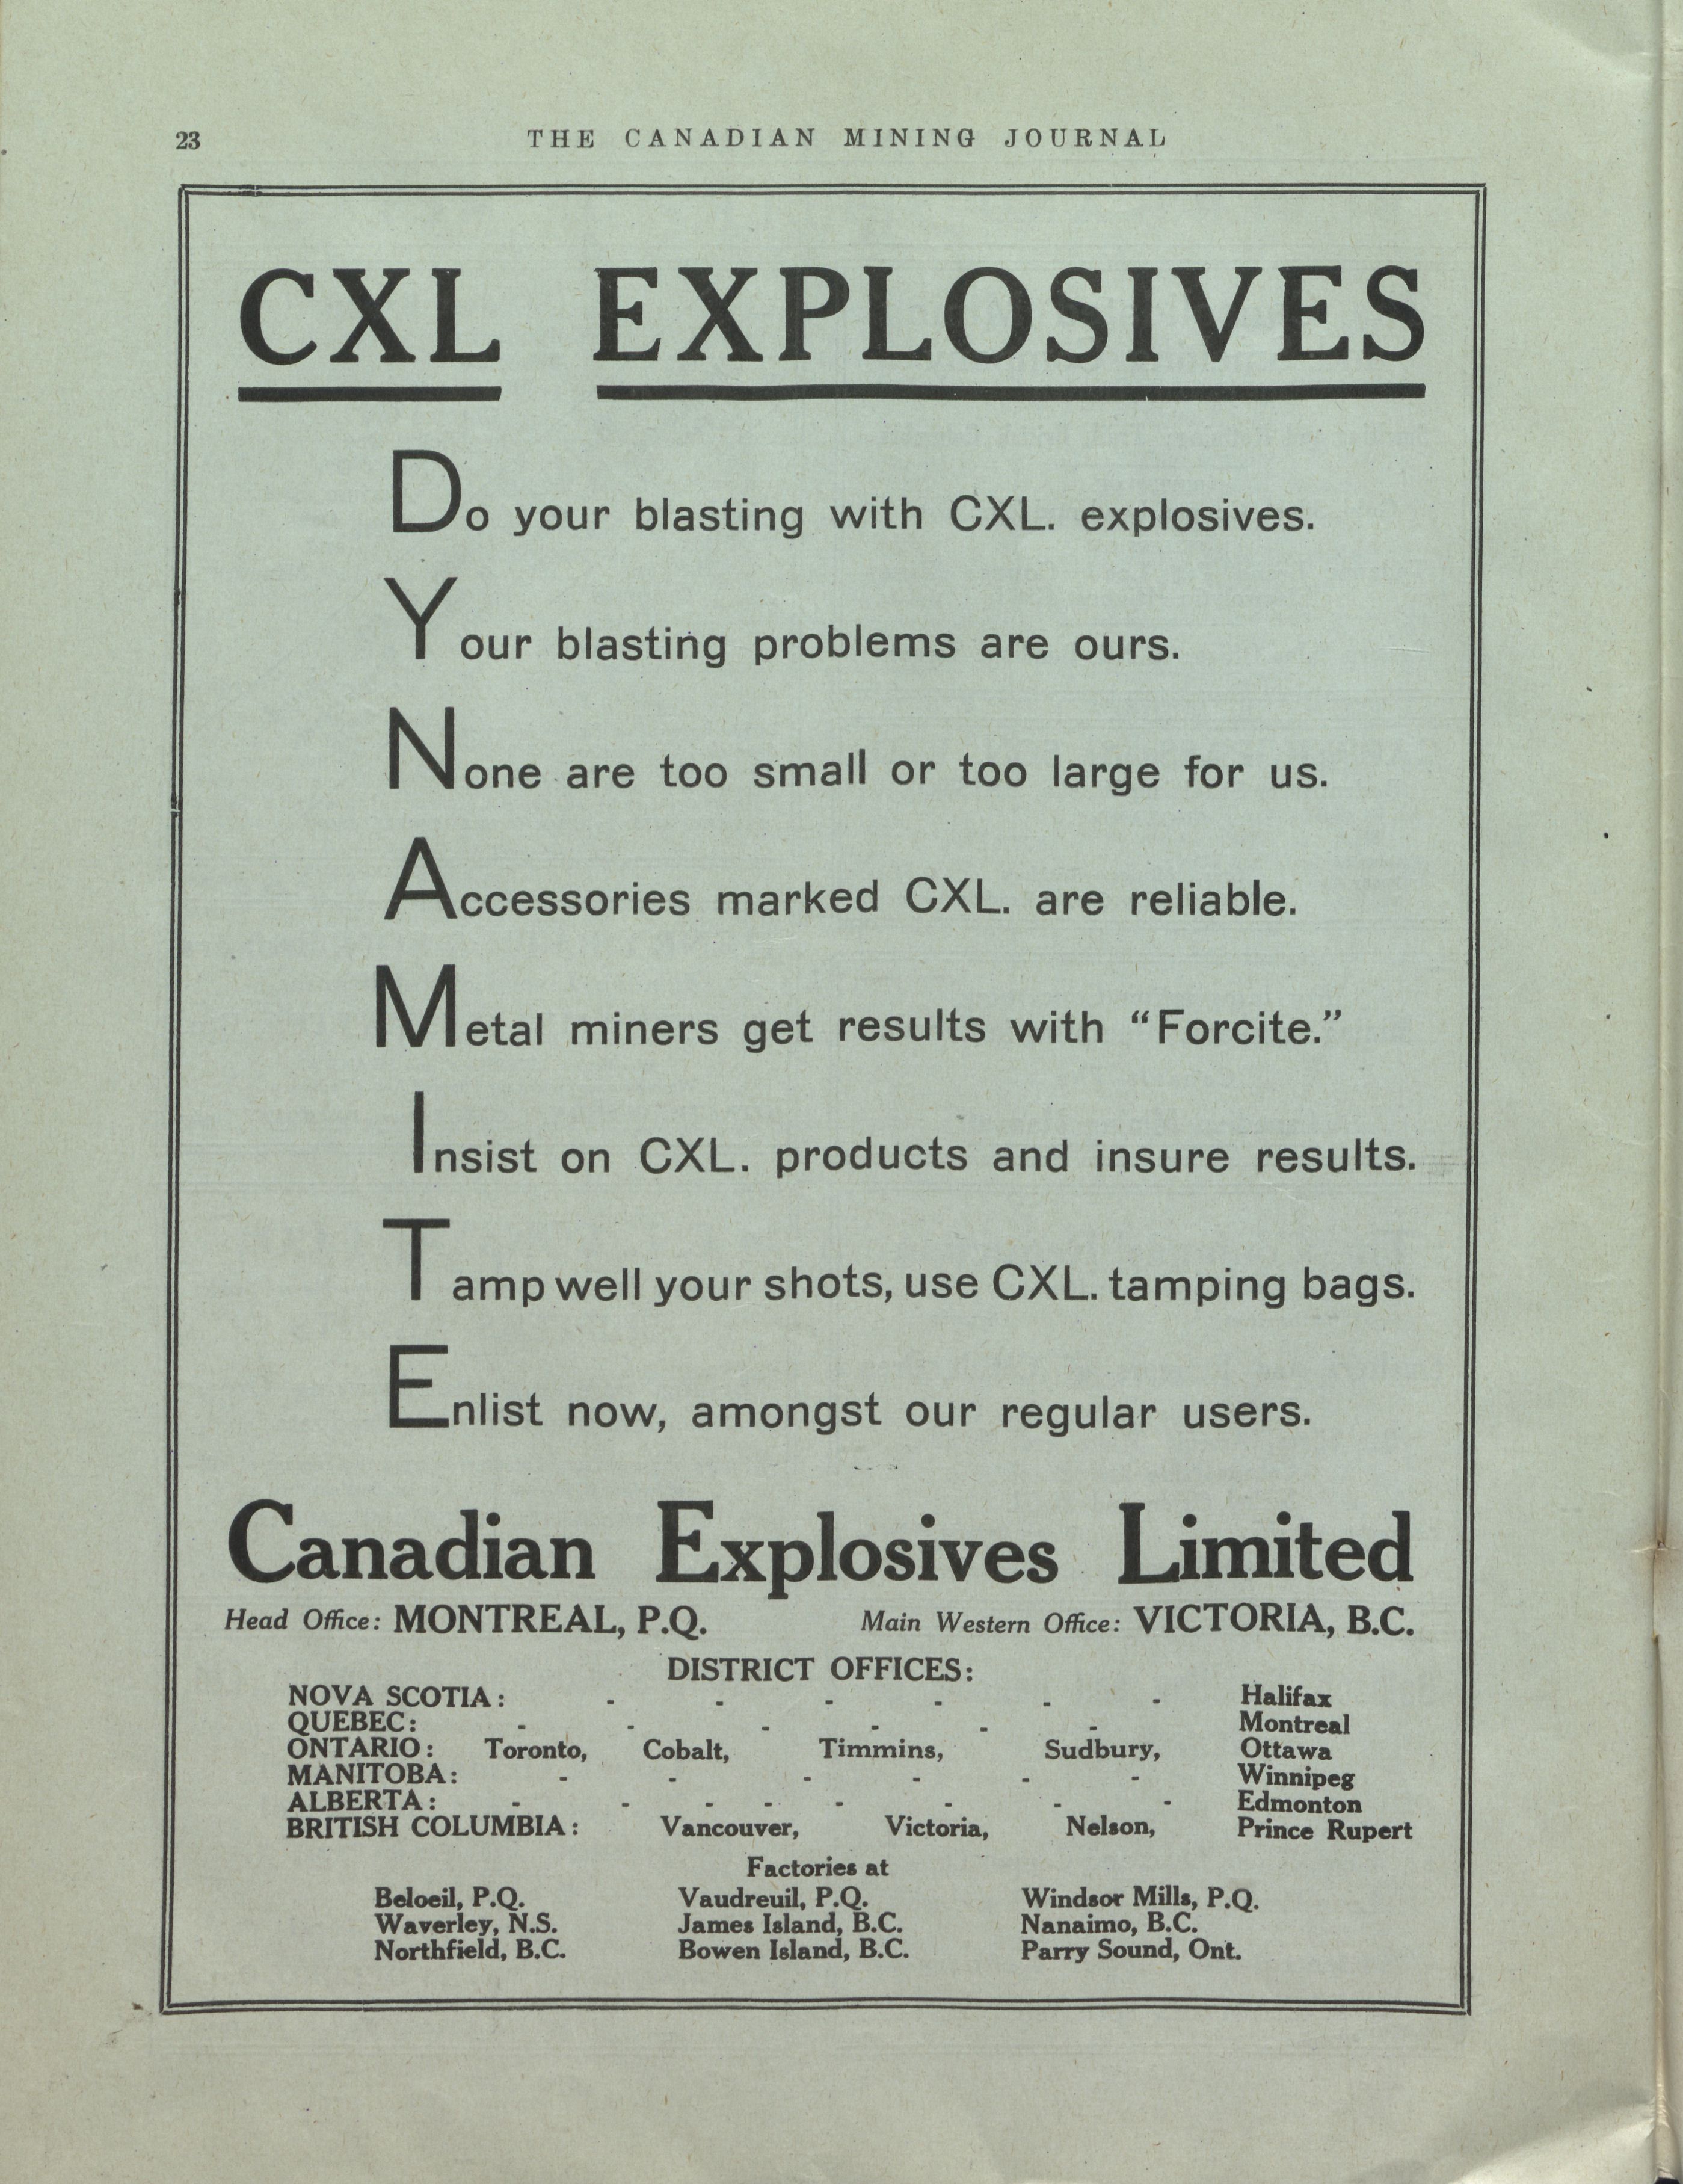 23 THE CANADIAN MINING JOURNAL
CXL EXPLOSIVES
Do your blasting with CXL. explosives.
Your blasting problems are ours.
None are too small or too large for us.
Accessories marked CXL. are reliable.
Metal miners get results with “Forcite.”
Insist on CXL. products and insure results.
Tamp well your shots, use CXL. tamping bags.
Enlist now, amongst our regular users.
Canadian Explosives Limited
Head Office: MONTREAL, P.Q. Main Western Office: VICTORIA, B.C.
DISTRICT OFFICES:
NOVA SCOTIA: - - - - - - Halifax
QUEBEC: - - - - - - Montreal
ONTARIO: Toronto, Cobalt, Timmins, Sudbury, Ottawa
MANITOBA: - - - - - - Winnipeg
ALBERTA: - - - - - - - - Edmonton
BRITISH COLUMBIA: Vancouver, Victoria, Nelson, Prince Rupert
Factories at
Beloeil, P.Q. Vaudreuil, P.Q. Windsor Mills, P.Q.
Waverley, N.S. James Island, B.C. Nanaimo, B.C.
Northfield, B.C. Bowen Island, B.C. Parry Sound, Ont.